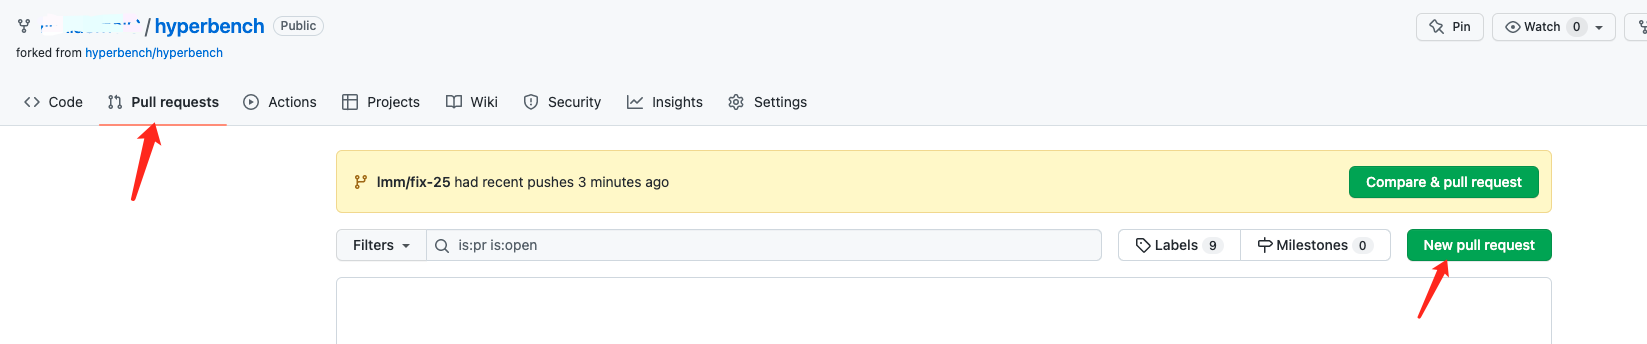 / hyperbench Public
Pin
Watch 0
forked from hyperbench/hyperbench
Code
Pull requests
Actions
Projects
Wiki
Security
Insights
Settings
lmm/fix-25 had recent pushes 3 minutes ago
Compare & pull request
Filters
is:pr is:open
Labels 9
Milestones 0
New pull request